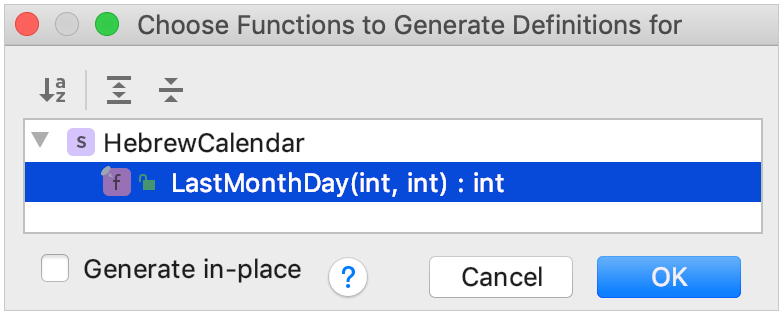 Choose Functions to Generate Definitions for
a
z
S HebrewCalendar
f LastMonthDay(int, int) : int
Generate in-place ? Cancel OK